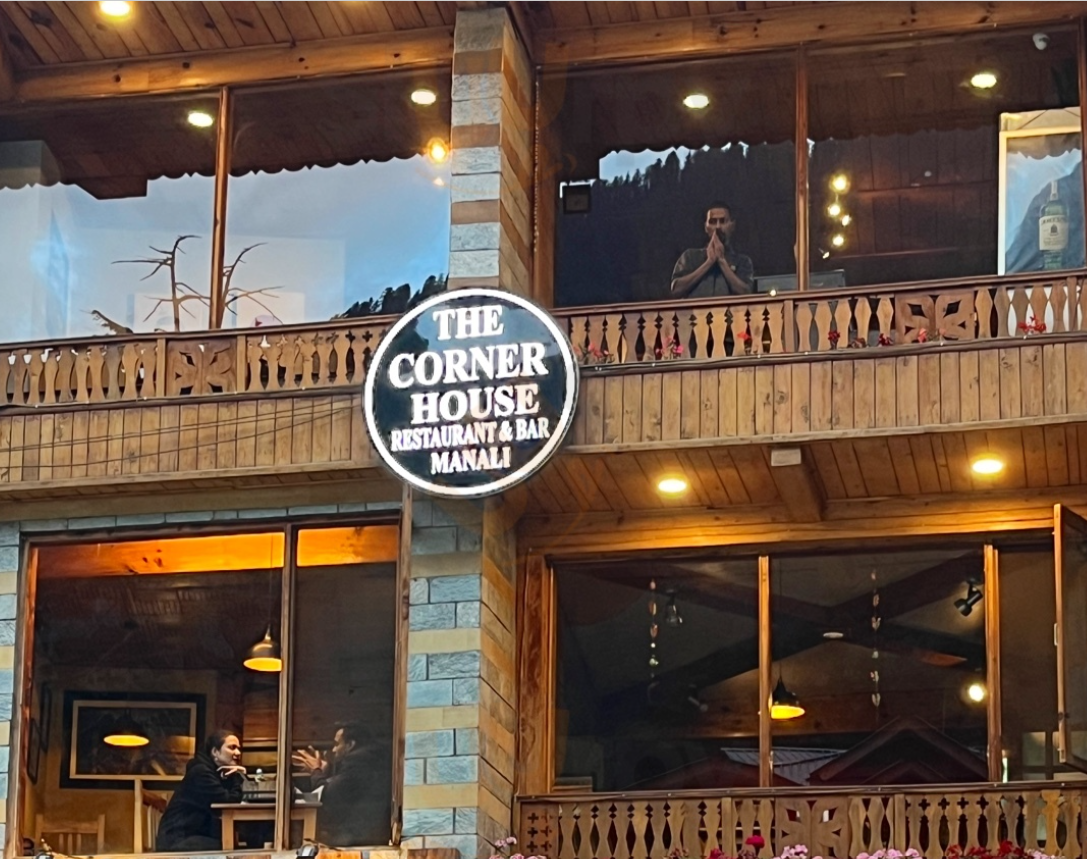 THE
CORNER
HOUSE
RESTAURANT & BAR
MANALI